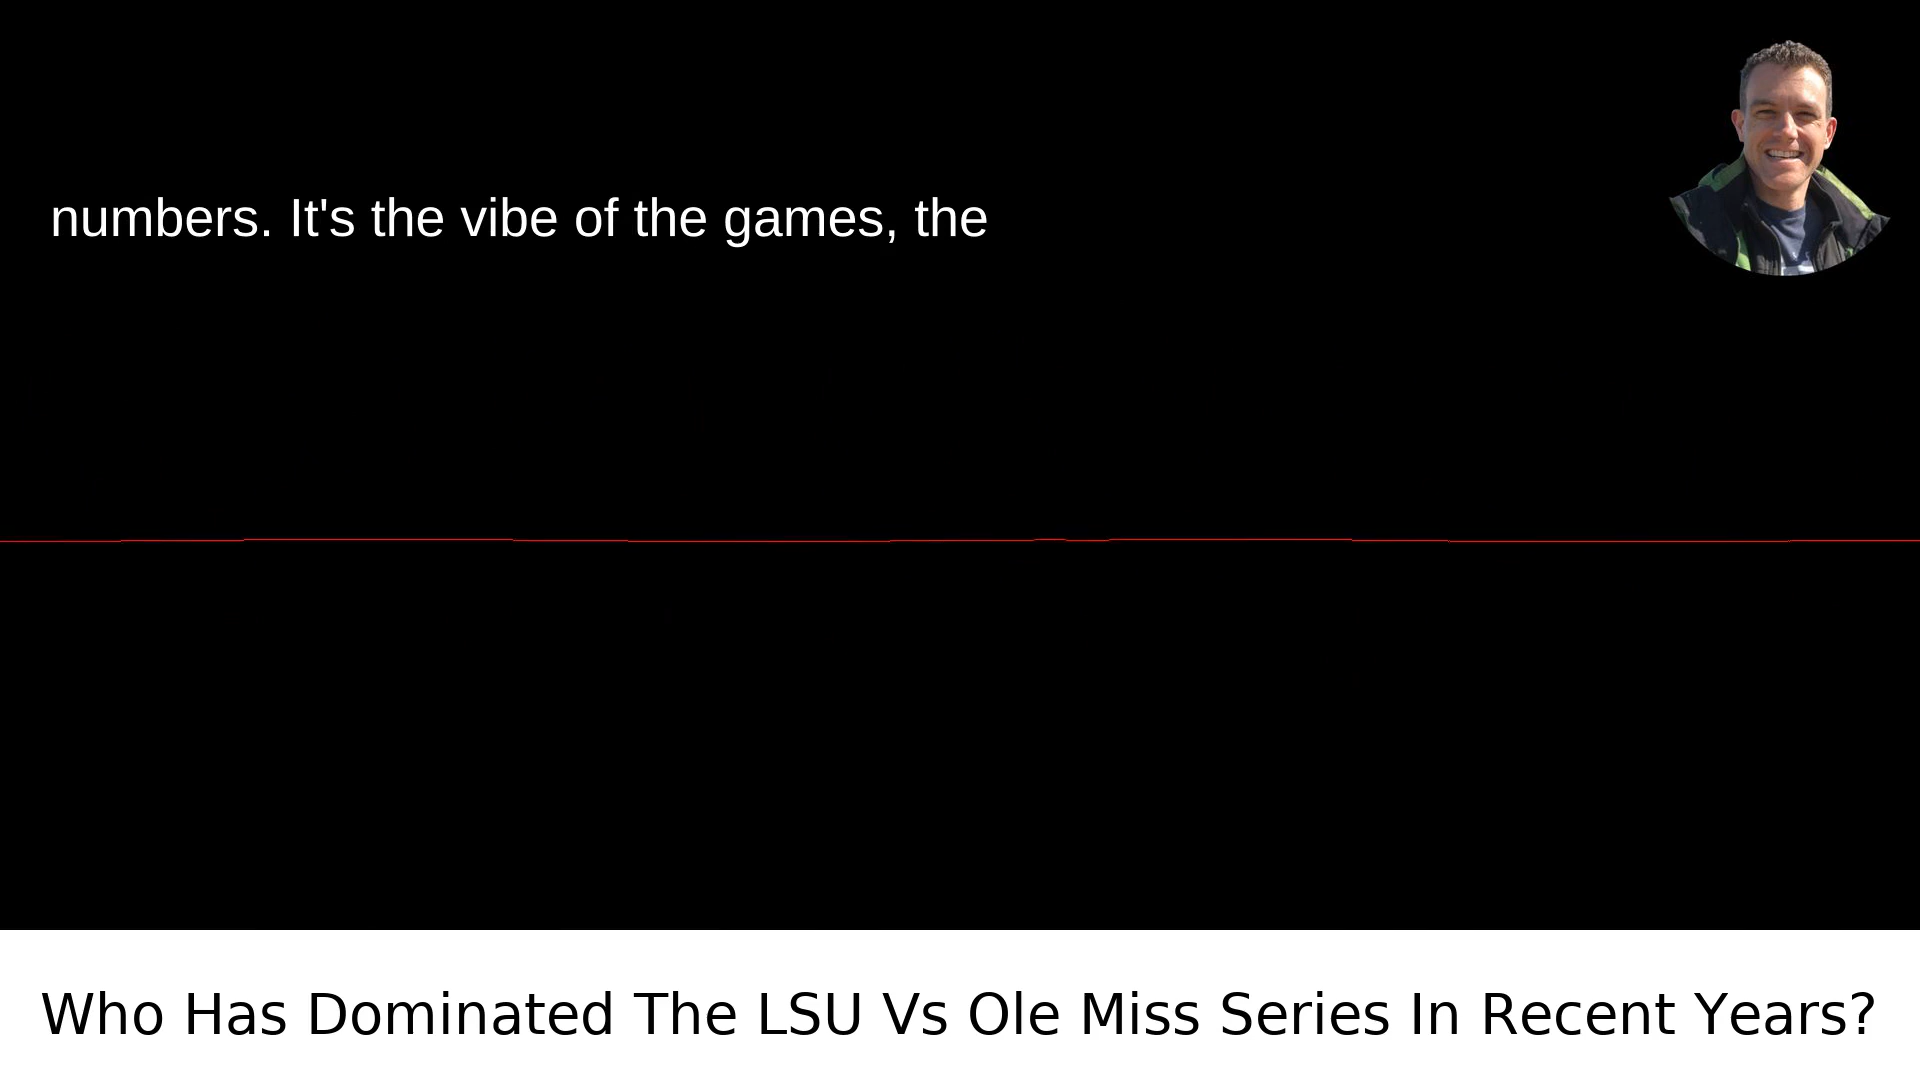 numbers. It's the vibe of the games, the
Who Has Dominated The LSU Vs Ole Miss Series In Recent Years?